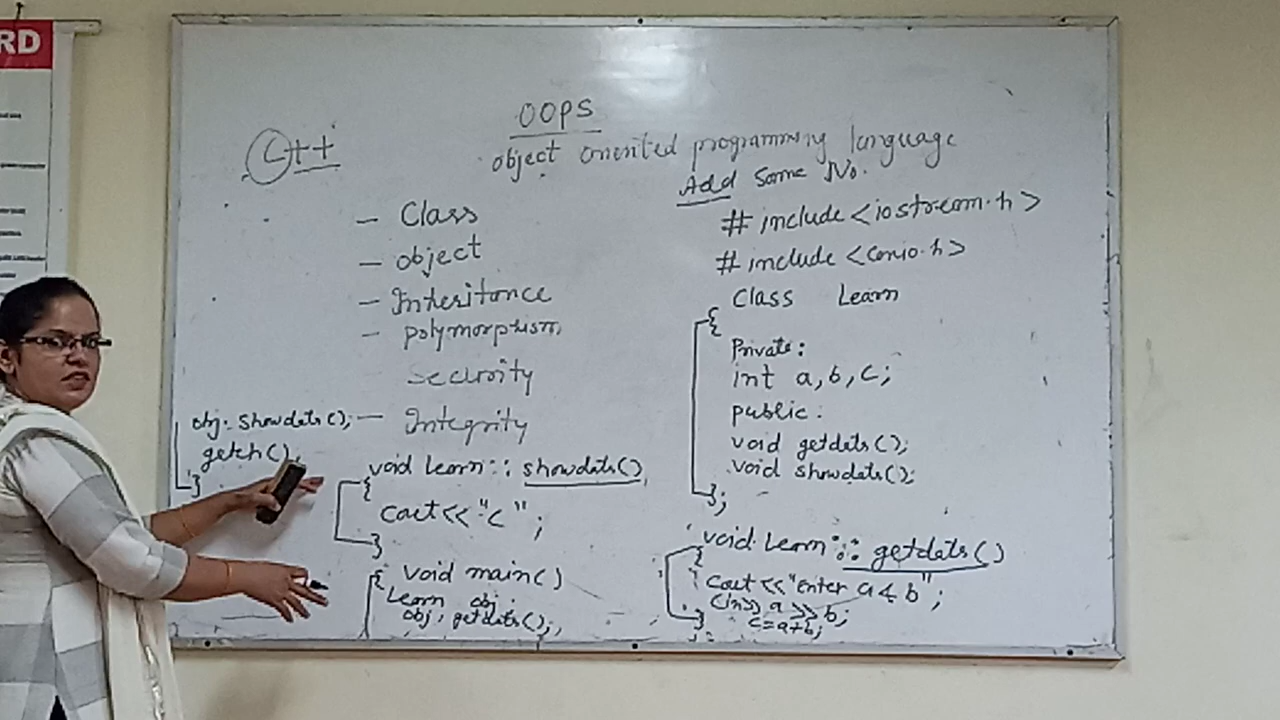 RD
OOPS
C++
object oriented programming language
Add Some No.
- Class
- object
- Inheritance
- polymorphism
Security
- Integrity
# include <iostream.h>
# include <conio.h>
Class Learn
{
Private:
int a, b, c;
public:
void getdata();
void showdata();
};
void Learn :: getdata()
{
Cout << "enter a & b";
Cin >> a >> b;
c=a+b;
}
void Learn :: showdata()
{
Cout << "c";
}
{ void main()
Learn obj;
obj. getdata();
obj. showdata();
getch();
}